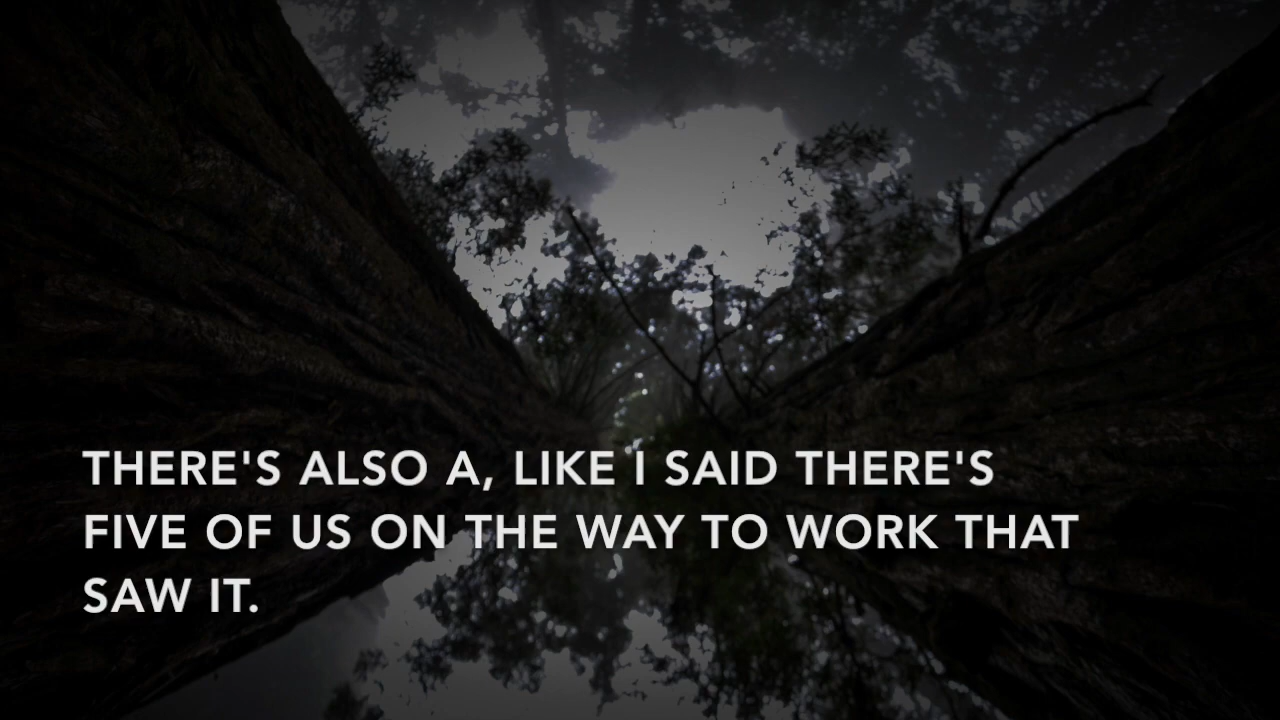 THERE'S ALSO A, LIKE I SAID THERE'S
FIVE OF US ON THE WAY TO WORK THAT
SAW IT.